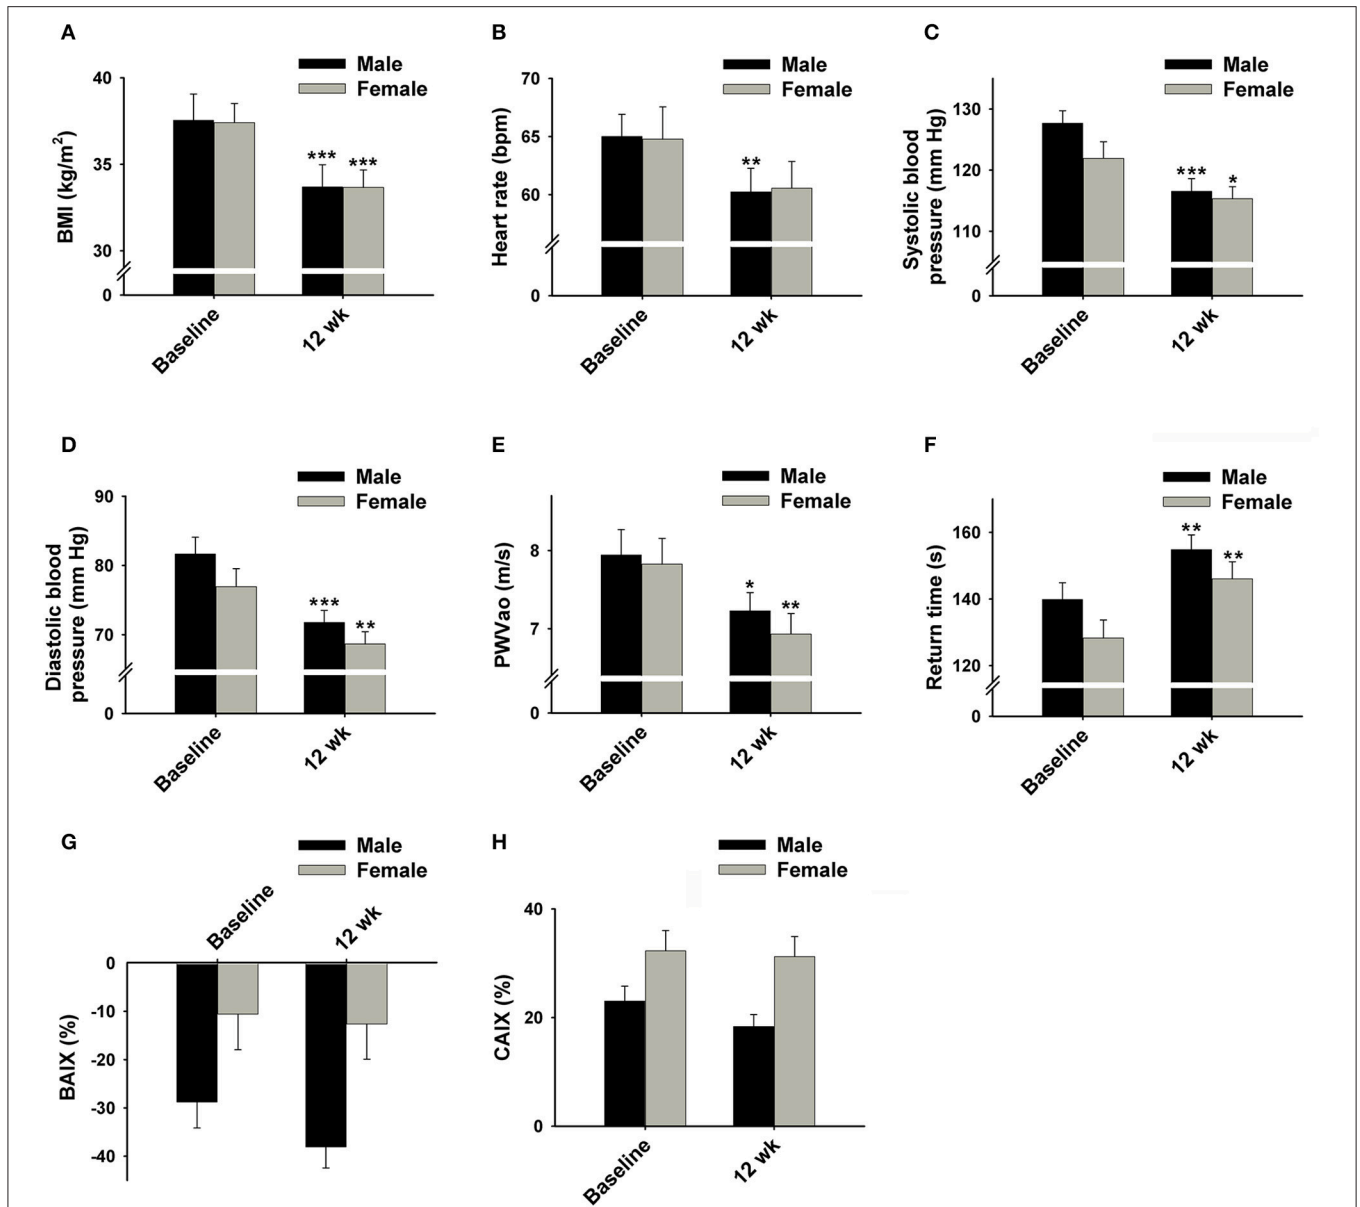 A
Male
Female
40
35
30
0
BMI (kg/m²)
*** ***
Baseline
12 wk
B
Male
Female
70
65
60
0
Heart rate (bpm)
**
Baseline
12 wk
C
Male
Female
130
120
110
0
Systolic blood
pressure (mm Hg)
*** *
Baseline
12 wk
D
Male
Female
90
80
70
0
Diastolic blood
pressure (mm Hg)
*** **
Baseline
12 wk
E
Male
Female
8
7
0
PWVao (m/s)
* **
Baseline
12 wk
F
Male
Female
160
140
120
0
Return time (s)
** **
Baseline
12 wk
G
Male
Female
Baseline
12 wk
0
-10
-20
-30
-40
BAIX (%)
H
Male
Female
40
20
0
CAIX (%)
Baseline
12 wk